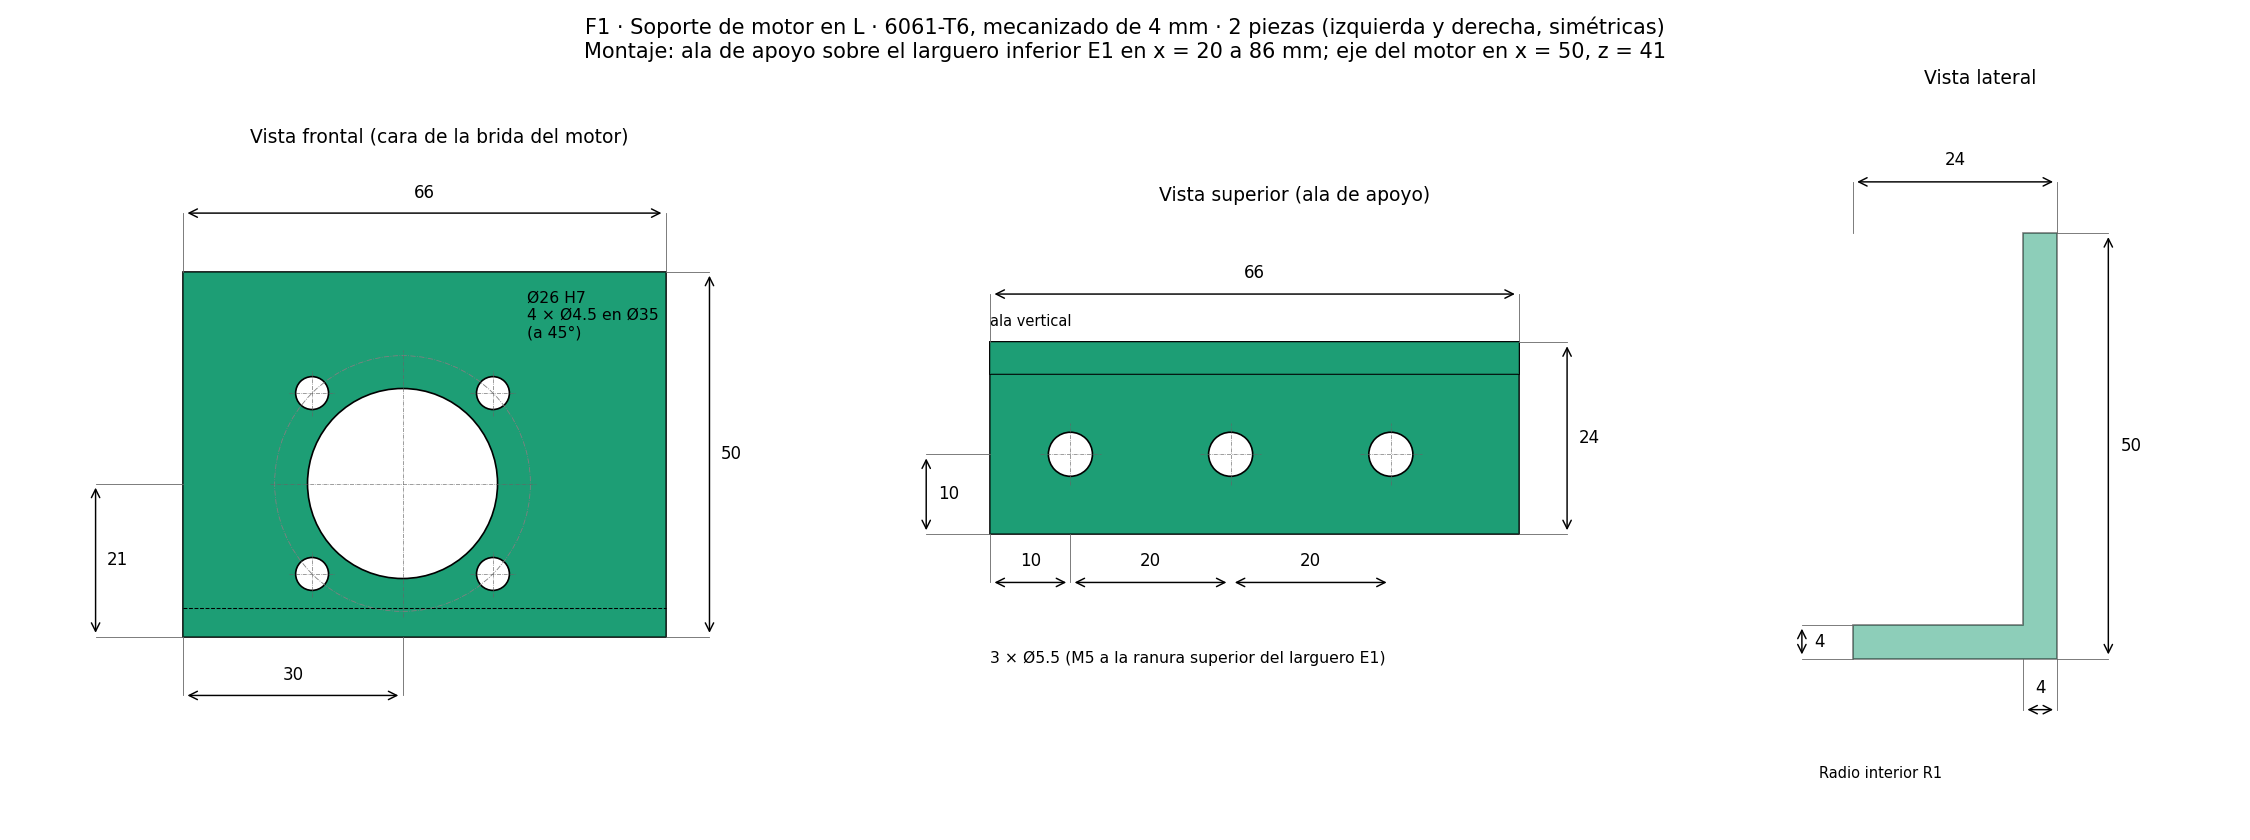 F1 · Soporte de motor en L · 6061-T6, mecanizado de 4 mm · 2 piezas (izquierda y derecha, simétricas)
Montaje: ala de apoyo sobre el larguero inferior E1 en x = 20 a 86 mm; eje del motor en x = 50, z = 41
Vista frontal (cara de la brida del motor)
66
Ø26 H7
4 × Ø4.5 en Ø35
(a 45°)
50
21
30
Vista superior (ala de apoyo)
66
ala vertical
24
10
10
20
20
3 × Ø5.5 (M5 a la ranura superior del larguero E1)
Vista lateral
24
50
4
4
Radio interior R1